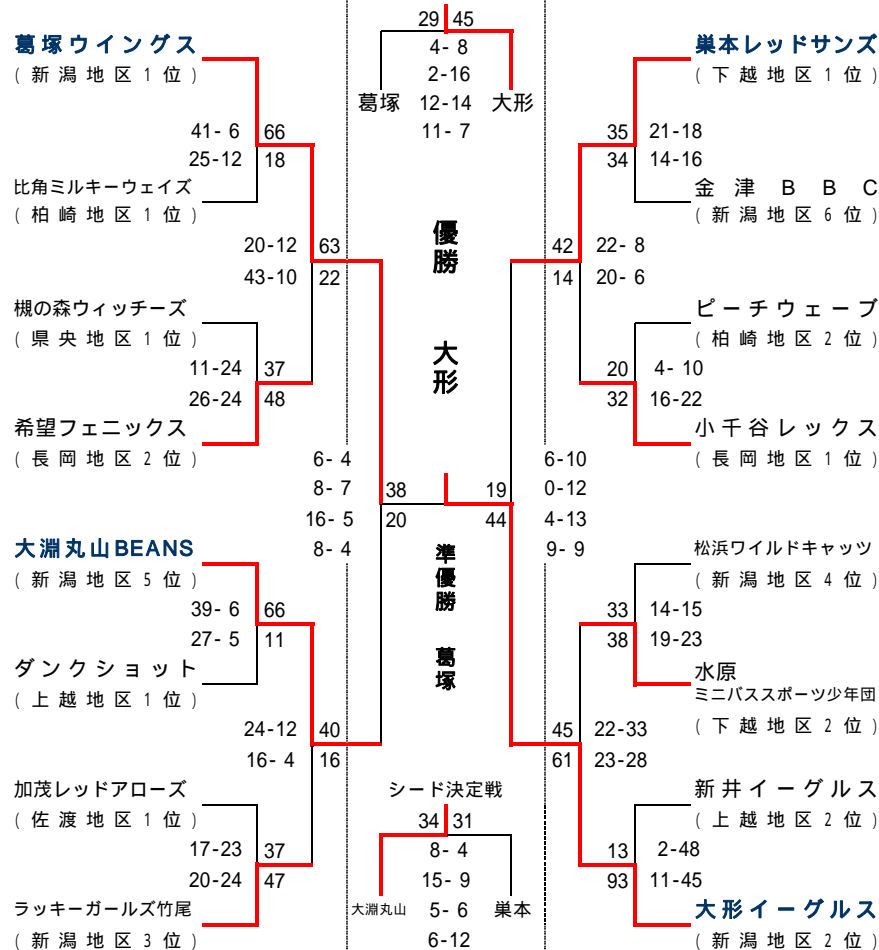 葛塚ウイングス
(新潟地区1位)
41- 6 66
25-12 18
比角ミルキーウェイズ
(柏崎地区1位)
20-12 63
43-10 22
槻の森ウィッチーズ
(県央地区1位)
11-24 37
26-24 48
希望フェニックス
(長岡地区2位)
6- 4
8- 7
16- 5
8- 4
38
20
大淵丸山BEANS
(新潟地区5位)
39- 6 66
27- 5 11
ダンクショット
(上越地区1位)
24-12 40
16- 4 16
加茂レッドアローズ
(佐渡地区1位)
17-23 37
20-24 47
ラッキーガールズ竹尾
(新潟地区3位)
29 45
4- 8
2-16
葛塚 12-14 大形
11- 7
優勝 大形
準優勝 葛塚
シード決定戦
34 31
8- 4
15- 9
大淵丸山 5- 6 巣本
6-12
巣本レッドサンズ
(下越地区1位)
35 21-18
34 14-16
金津BBC
(新潟地区6位)
42 22- 8
14 20- 6
ピーチウェーブ
(柏崎地区2位)
20 4- 10
32 16-22
小千谷レックス
(長岡地区1位)
19
44
6-10
0-12
4-13
9- 9
松浜ワイルドキャッツ
(新潟地区4位)
33 14-15
38 19-23
水原
ミニバススポーツ少年団
(下越地区2位)
45 22-33
61 23-28
新井イーグルス
(上越地区2位)
13 2-48
93 11-45
大形イーグルス
(新潟地区2位)